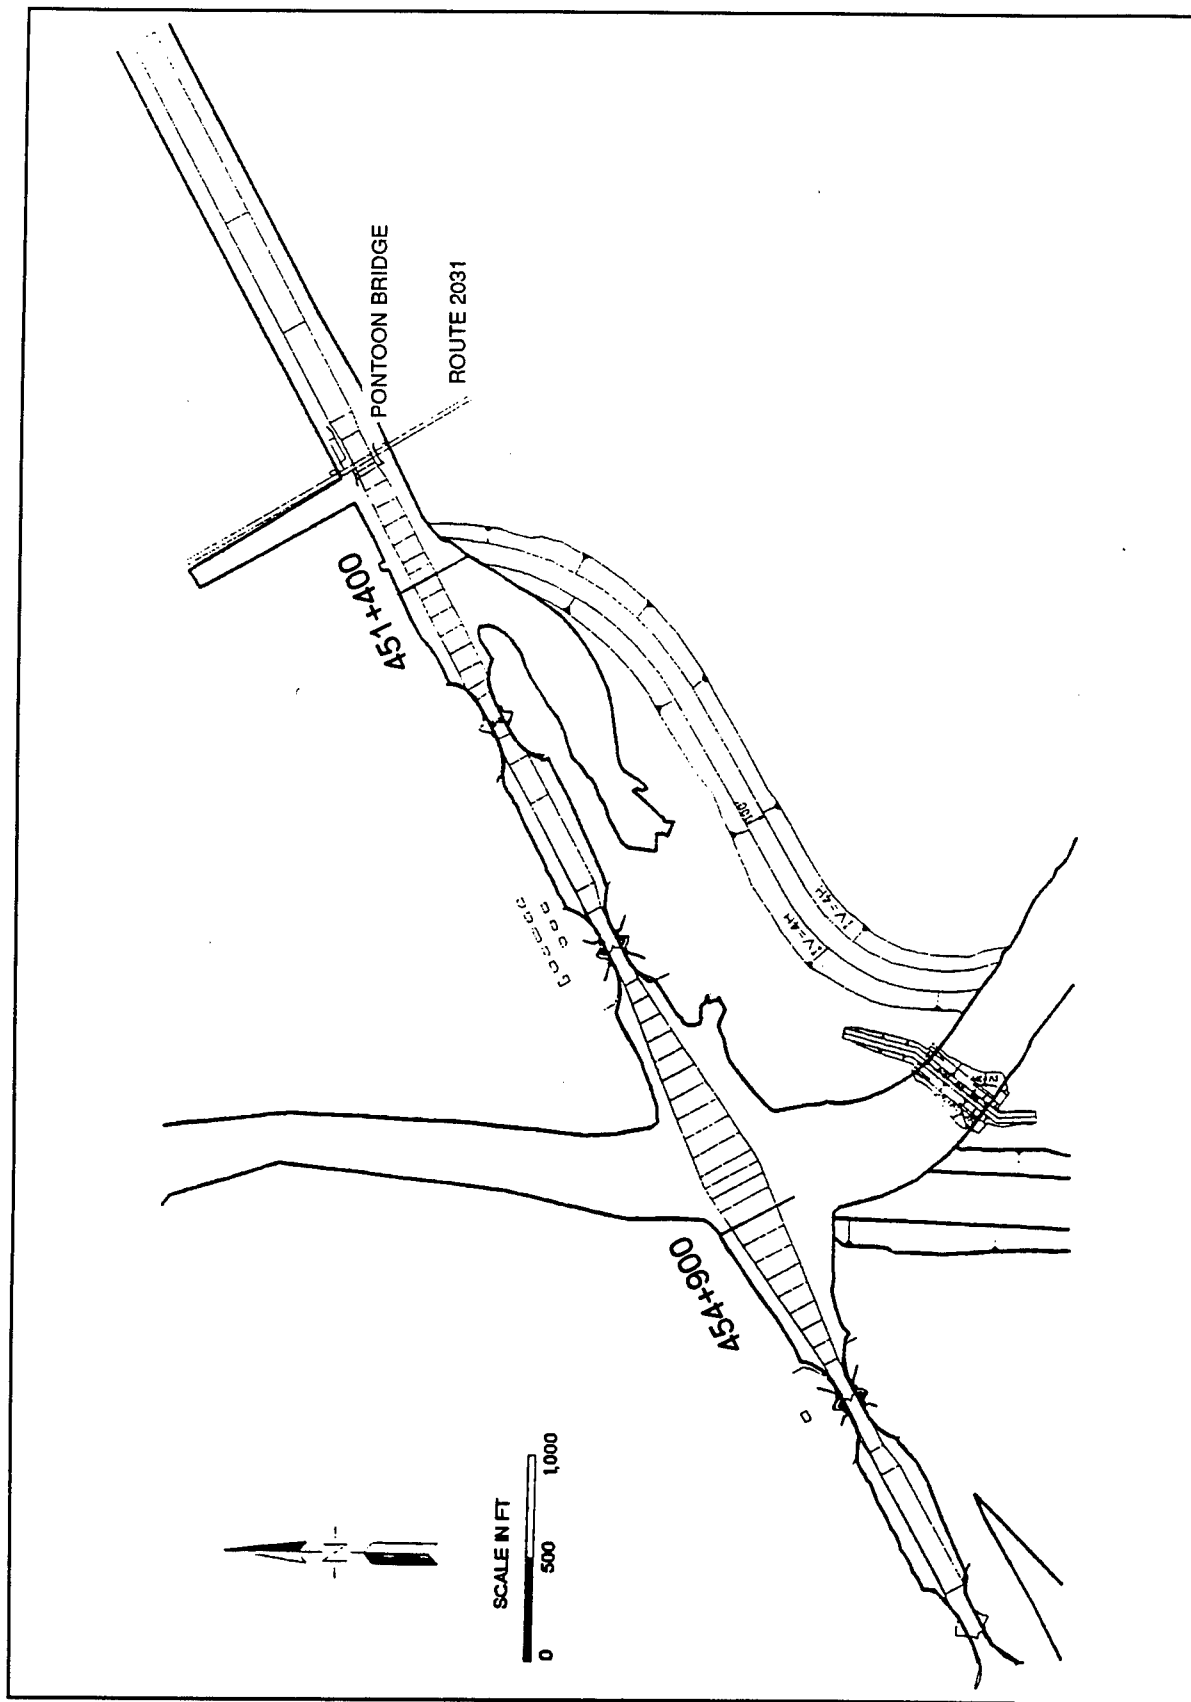 PONTOON BRIDGE
ROUTE 2031
451+400
150'
1V=4H
1V=4H
454+900
SCALE IN FT
0 500 1,000